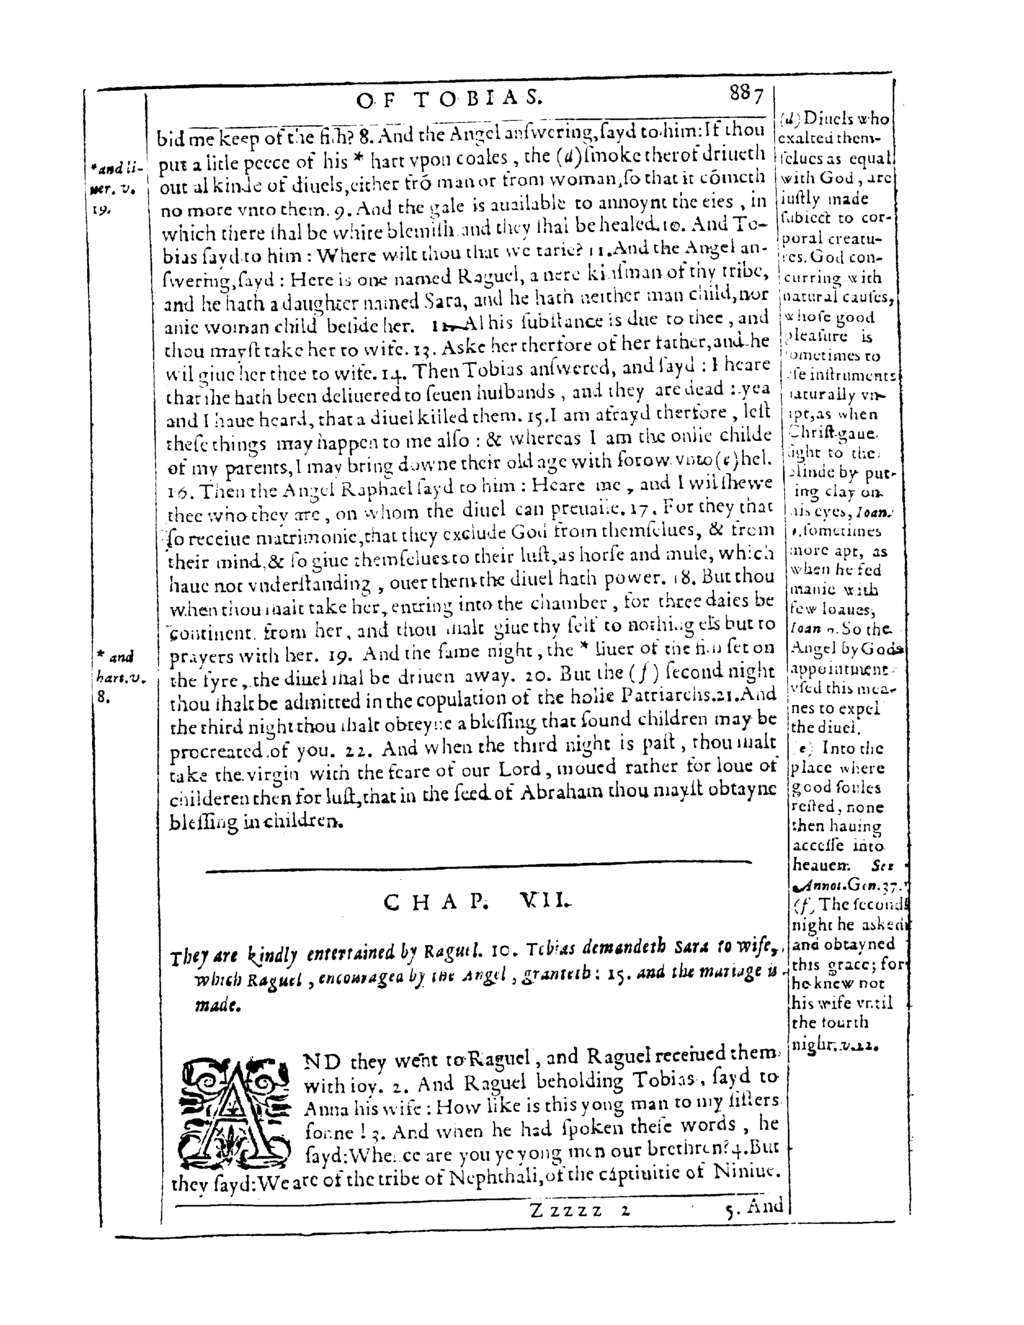 OF TOBIAS. 887
bid me keep of the fish? 8. And the Angel answering, sayd to him: If thou
put a litle peece of his * hart vpon coales, the (d) smoke therof driueth
out al kinde of diuels, either frō man or from woman, so that it cōmeth
no more vnto them. 9. And the gale is auailable to annoynt the eies, in
which there shal be white blemish and they shal be healed. 10. And To-
bias sayd to him: Where wilt thou that we tarie? 11. And the Angel an-
swering, sayd: Here is one named Raguel, a nere kinsman of thy tribe,
and he hath a daughter named Sara, and he hath neither man child, nor
anie woman child beside her. 12. Al his substance is due to thee, and
thou mayst take her to wife. 13. Aske her therfore of her father, and he
wil giue her thee to wife. 14. Then Tobias answered, and sayd: I heare
that she hath been deliuered to seuen husbands, and they are dead: yea
and I haue heard, that a diuel killed them. 15. I am afrayd therfore, lest
these things may happen to me also: & whereas I am the onlie childe
of my parents, I may bring downe their old age with sorow vnto (e) hel.
16. Then the Angel Raphael sayd to him: Heare me, and I wil shewe
thee who they are, on whom the diuel can preuaile. 17. For they that
so receiue matrimonie, that they exclude God from themselues, & from
their mind, & so giue themselues to their lust, as horse and mule, which
haue not vnderstanding, ouer them the diuel hath power. 18. But thou
when thou shalt take her, entring into the chamber, for three daies be
continent from her, and thou shalt giue thy self to nothing els but to
prayers with her. 19. And the same night, the * liuer of the fish set on
the fyre, the diuel shal be driuen away. 20. But the (f) second night
thou shalt be admitted in the copulation of the holie Patriarchs. 21. And
the third night thou shalt obteyne a blessing that sound children may be
procreated of you. 22. And when the third night is past, thou shalt
take the virgin with the feare of our Lord, moued rather for loue of
childeren then for lust, that in the seed of Abraham thou mayst obtayne
blessing in children.
*and li-
uer. v.
19.
* and
hart. v.
8.
(d) Diuels who
exalted them-
selues as equal
with God, are
iustly made
subiect to cor-
poral creatu-
res. God con-
curring with
natural causes,
whose good
pleasure is
sometimes to
vse instruments
naturally vn-
apt, as when
Christ gaue
sight to the
blinde by put-
ing clay on
his eyes, Ioan.
sometimes
more apt, as
when he fed
manie with
few loaues,
Ioan So the
Angel by Gods
appointment
vsed this mea-
nes to expel
the diuel.
e) Into the
place where
good soules
rested, none
then hauing
accesse into
heauen. See
Annot. Gen. 37.
(f) The second
night he asked
and obtayned
this grace; for
he knew not
his wife vntil
the fourth
night. v. 22.
CHAP. VII.
They are kindly entertained by Raguel. 10. Tobias demandeth Sara to wife,
which Raguel, encouraged by the Angel, granteth: 15. and the mariage is
made.
AND they went to Raguel, and Raguel receiued them
with ioy. 2. And Raguel beholding Tobias, sayd to
Anna his wife: How like is this yong man to my sisters
sonne! 3. And when he had spoken these words, he
sayd: Whence are you ye yong men our brethren? 4. But
they sayd: We are of the tribe of Nephthali, of the captiuitie of Niniue.
Zzzzz 2 5. And